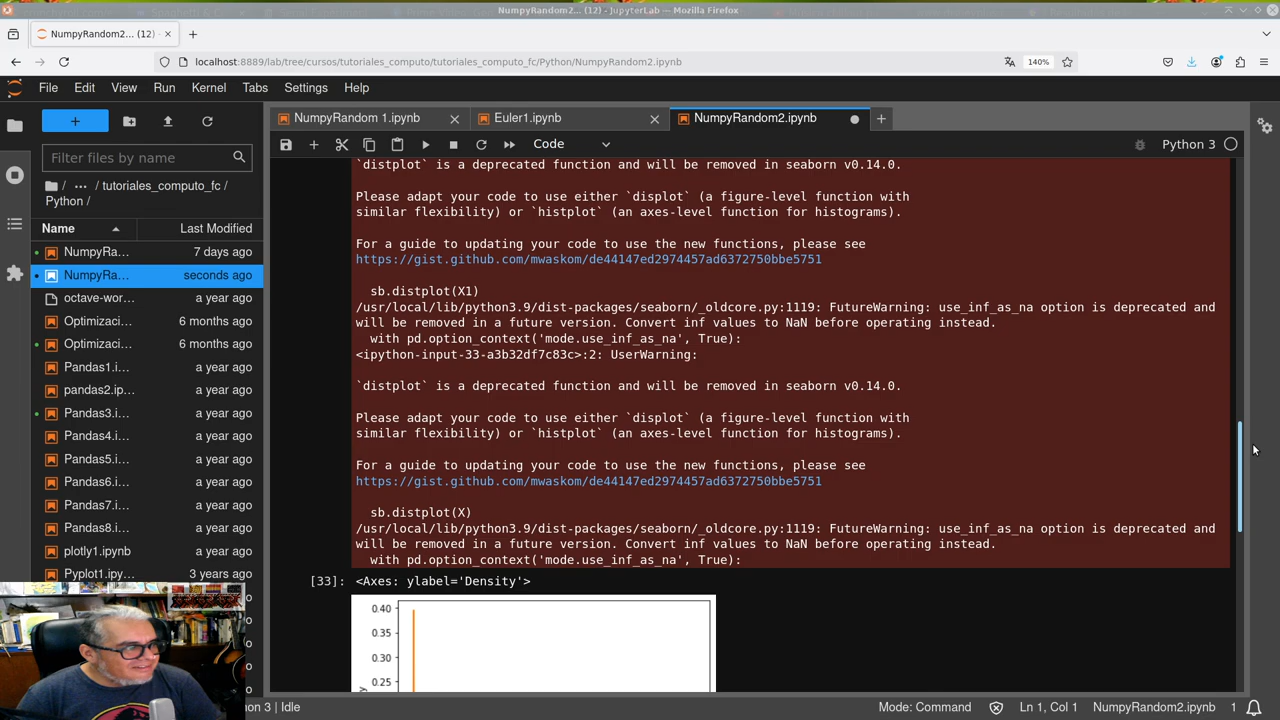 NumpyRandom2... (12) - JupyterLab — Mozilla Firefox
NumpyRandom2... (12)
localhost:8889/lab/tree/cursos/tutoriales_computo/tutoriales_computo_fc/Python/NumpyRandom2.ipynb
140%
File Edit View Run Kernel Tabs Settings Help
NumpyRandom 1.ipynb
Euler1.ipynb
NumpyRandom2.ipynb
Filter files by name
Code
Python 3
/ ... / tutoriales_computo_fc /
Python /
Name Last Modified
NumpyRa... 7 days ago
NumpyRa... seconds ago
octave-wor... a year ago
Optimizaci... 6 months ago
Optimizaci... 6 months ago
Pandas1.i... a year ago
pandas2.ip... a year ago
Pandas3.i... a year ago
Pandas4.i... a year ago
Pandas5.i... a year ago
Pandas6.i... a year ago
Pandas7.i... a year ago
Pandas8.i... a year ago
plotly1.ipynb a year ago
Pyplot1.ipy... 3 years ago
`distplot` is a deprecated function and will be removed in seaborn v0.14.0.
Please adapt your code to use either `displot` (a figure-level function with
similar flexibility) or `histplot` (an axes-level function for histograms).
For a guide to updating your code to use the new functions, please see
https://gist.github.com/mwaskom/de44147ed2974457ad6372750bbe5751
sb.distplot(X1)
/usr/local/lib/python3.9/dist-packages/seaborn/_oldcore.py:1119: FutureWarning: use_inf_as_na option is deprecated and
will be removed in a future version. Convert inf values to NaN before operating instead.
with pd.option_context('mode.use_inf_as_na', True):
<ipython-input-33-a3b32df7c83c>:2: UserWarning:
`distplot` is a deprecated function and will be removed in seaborn v0.14.0.
Please adapt your code to use either `displot` (a figure-level function with
similar flexibility) or `histplot` (an axes-level function for histograms).
For a guide to updating your code to use the new functions, please see
https://gist.github.com/mwaskom/de44147ed2974457ad6372750bbe5751
sb.distplot(X)
/usr/local/lib/python3.9/dist-packages/seaborn/_oldcore.py:1119: FutureWarning: use_inf_as_na option is deprecated and
will be removed in a future version. Convert inf values to NaN before operating instead.
with pd.option_context('mode.use_inf_as_na', True):
[33]: <Axes: ylabel='Density'>
0.40
0.35
0.30
0.25
on 3 | Idle
Mode: Command
Ln 1, Col 1
NumpyRandom2.ipynb
1